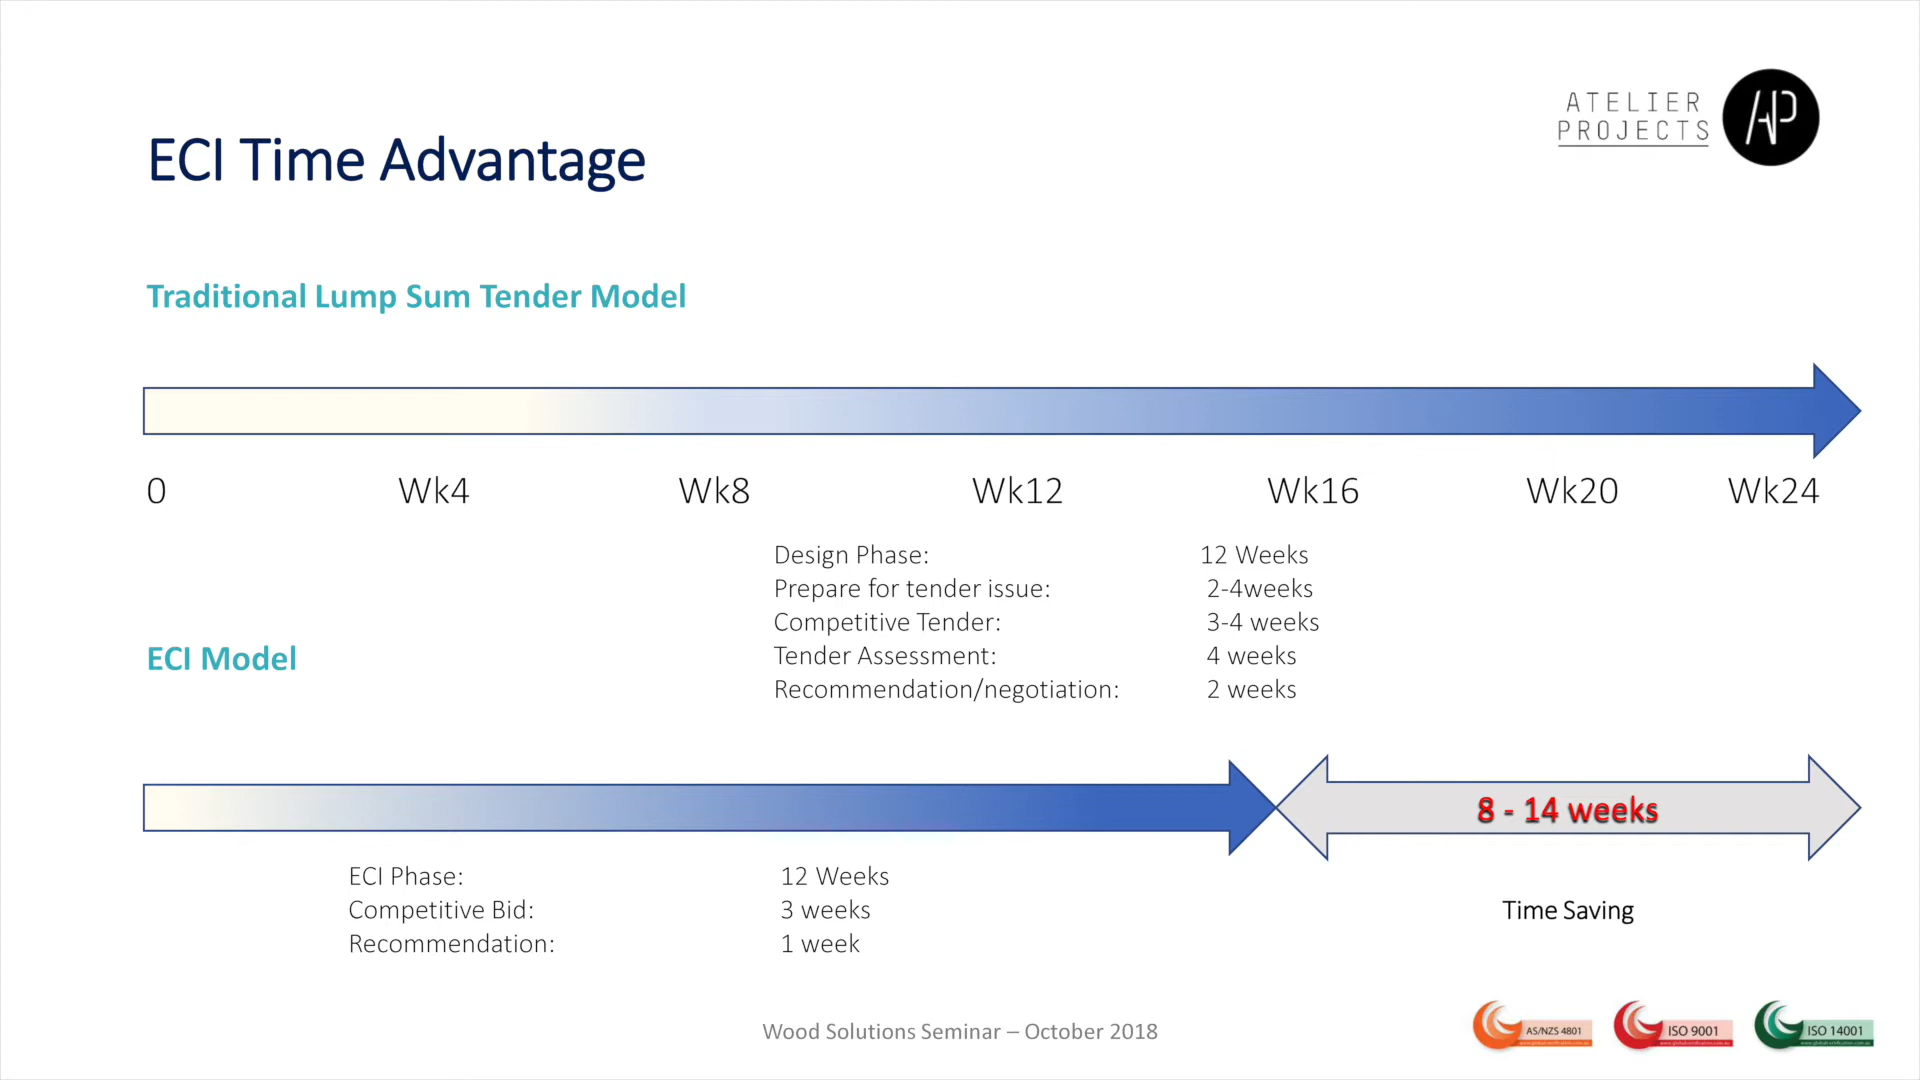 ATELIER
PROJECTS
AP
ECI Time Advantage
Traditional Lump Sum Tender Model
0 Wk4 Wk8 Wk12 Wk16 Wk20 Wk24
Design Phase: 12 Weeks
Prepare for tender issue: 2-4weeks
Competitive Tender: 3-4 weeks
Tender Assessment: 4 weeks
Recommendation/negotiation: 2 weeks
ECI Model
8 - 14 weeks
ECI Phase: 12 Weeks
Competitive Bid: 3 weeks
Recommendation: 1 week
Time Saving
Wood Solutions Seminar – October 2018
AS/NZS 4801
ISO 9001
ISO 14001